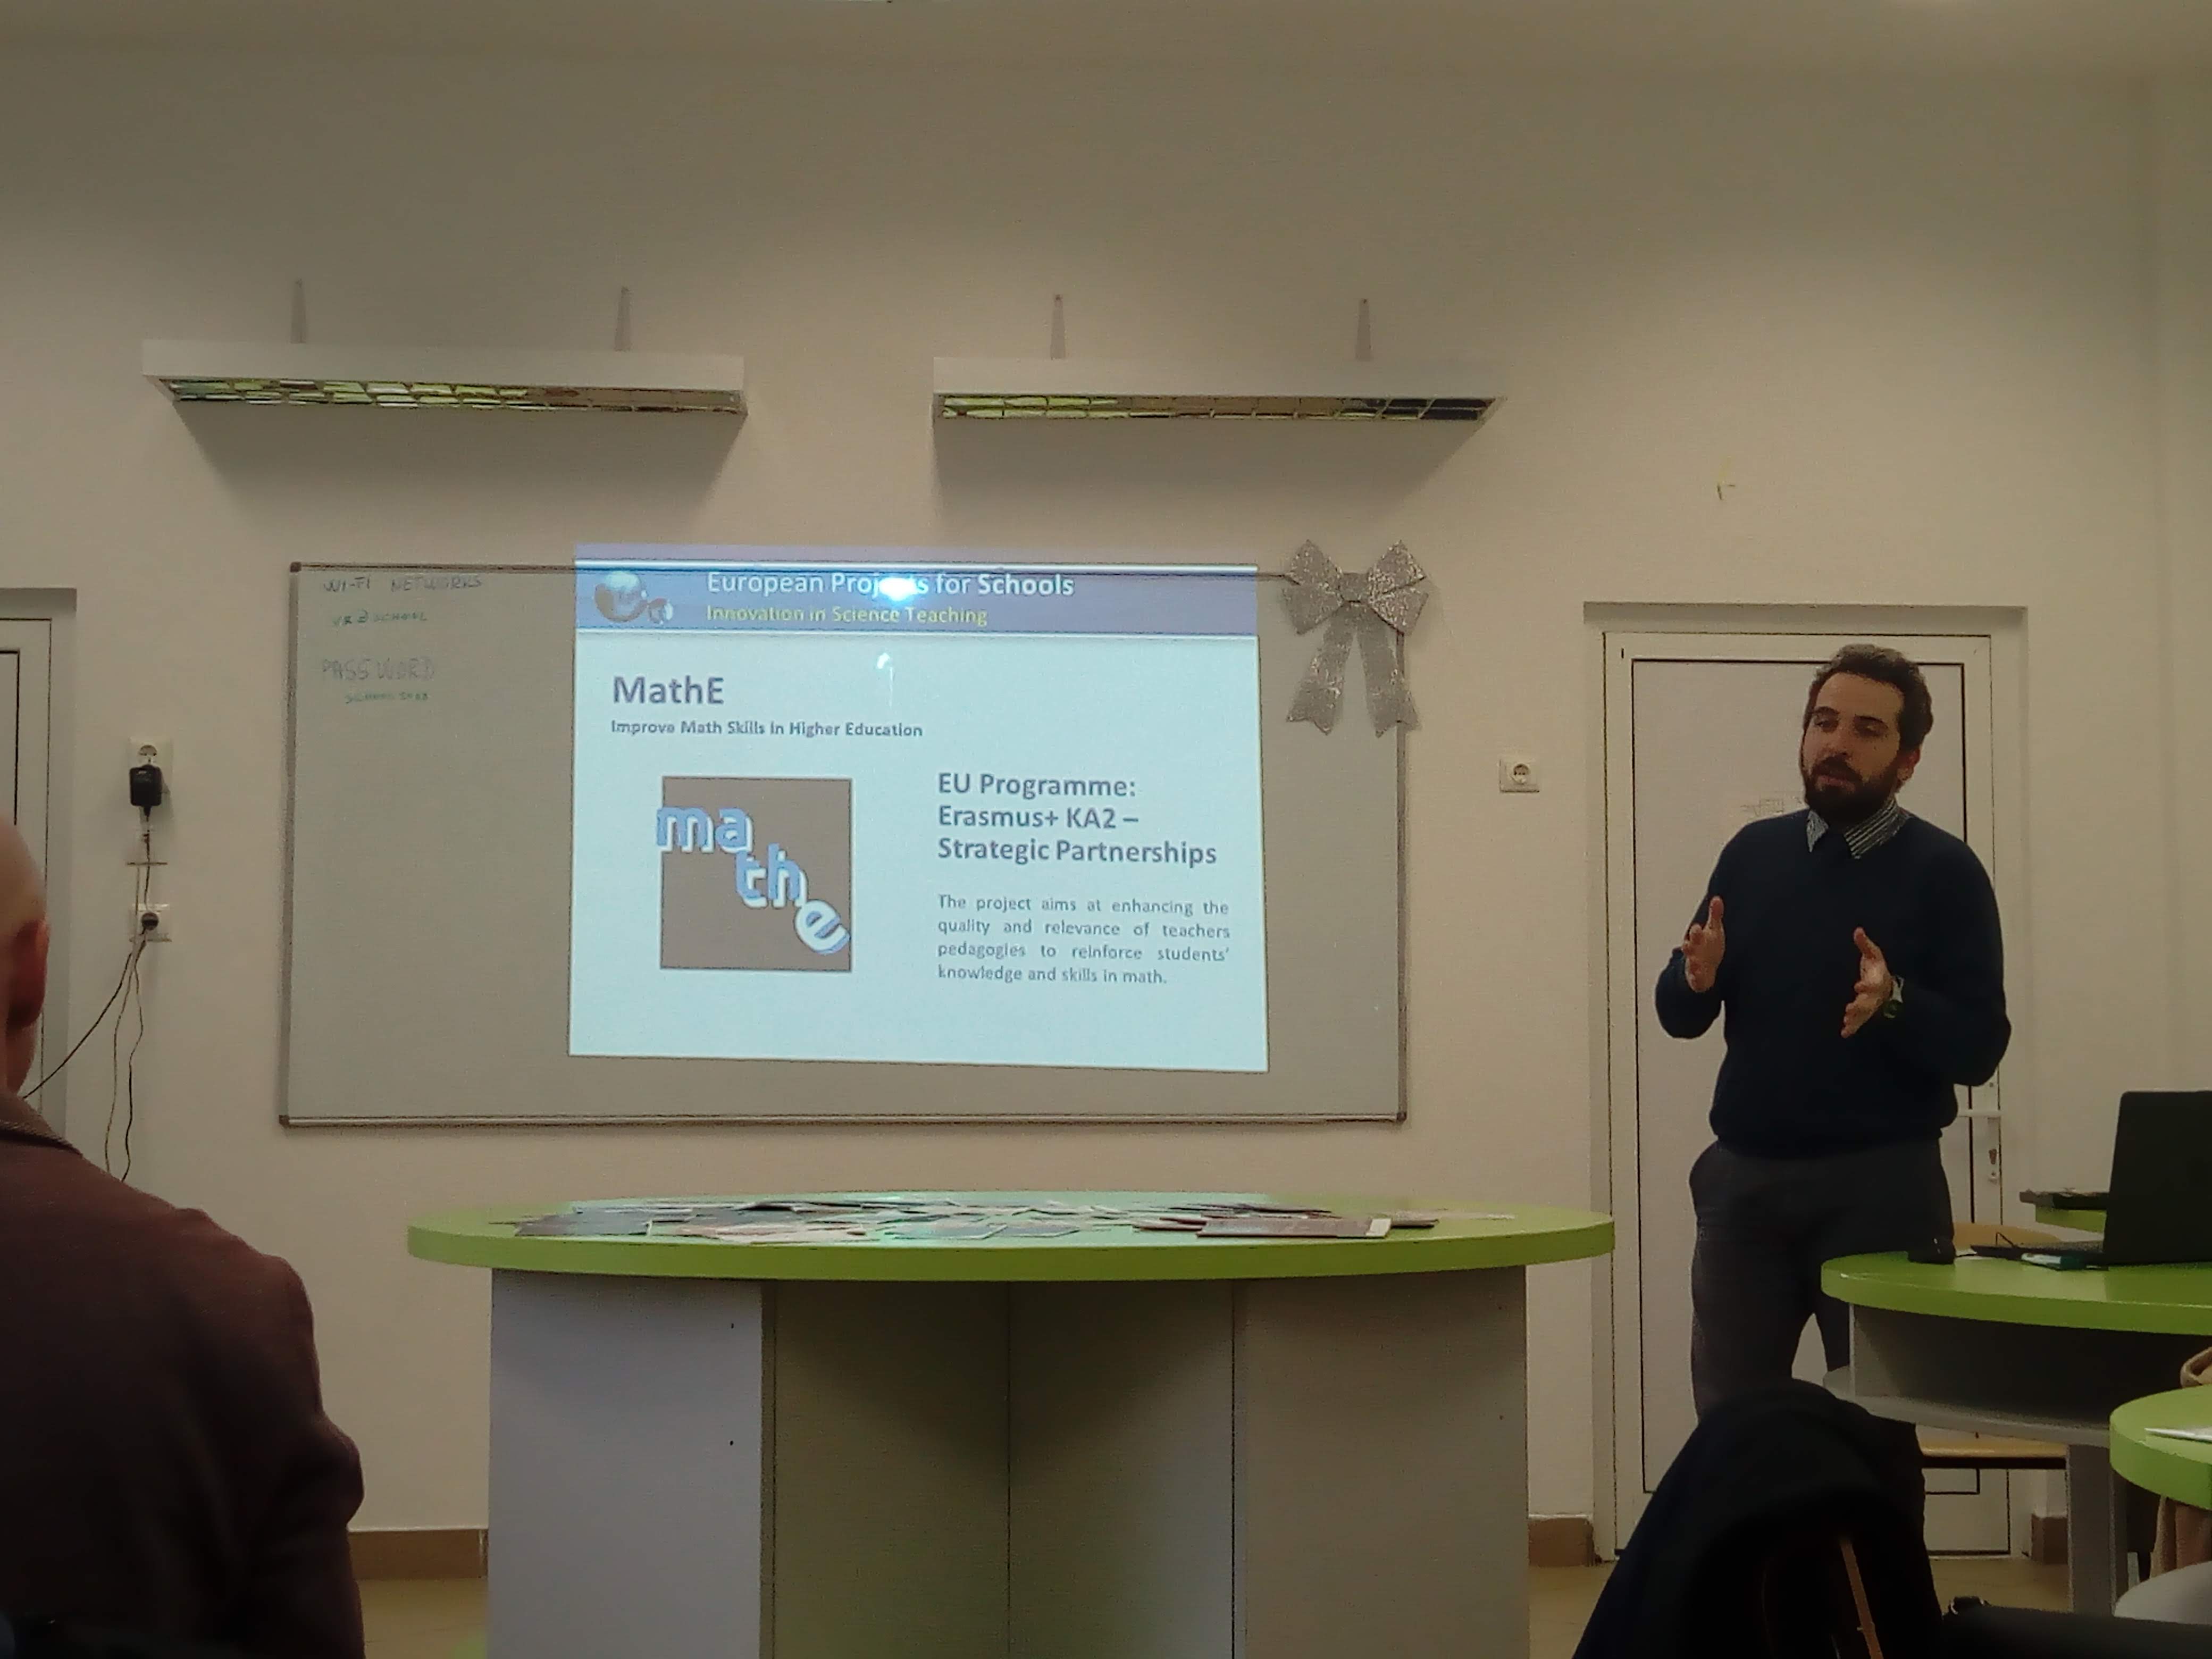 WI-FI NETWORKS
PASSWORD
European Projects for Schools
Innovation in Science Teaching
MathE
Improve Math Skills in Higher Education
ma
th
e
EU Programme:
Erasmus+ KA2 –
Strategic Partnerships
The project aims at enhancing the
quality and relevance of teachers
pedagogies to reinforce students'
knowledge and skills in math.